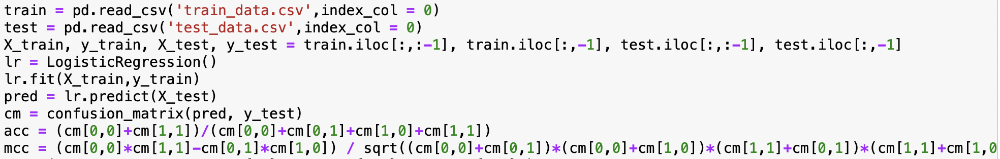 train = pd.read_csv('train_data.csv',index_col = 0)
test = pd.read_csv('test_data.csv',index_col = 0)
X_train, y_train, X_test, y_test = train.iloc[:,:-1], train.iloc[:,-1], test.iloc[:,:-1], test.iloc[:,-1]
lr = LogisticRegression()
lr.fit(X_train,y_train)
pred = lr.predict(X_test)
cm = confusion_matrix(pred, y_test)
acc = (cm[0,0]+cm[1,1])/(cm[0,0]+cm[0,1]+cm[1,0]+cm[1,1])
mcc = (cm[0,0]*cm[1,1]-cm[0,1]*cm[1,0]) / sqrt((cm[0,0]+cm[0,1])*(cm[0,0]+cm[1,0])*(cm[1,1]+cm[0,1])*(cm[1,1]+cm[1,0